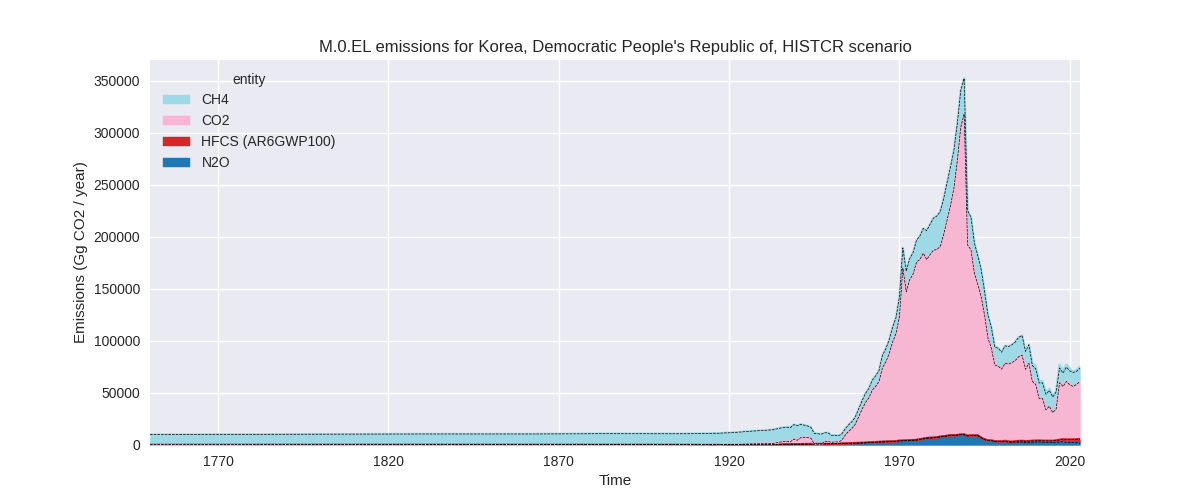 M.0.EL emissions for Korea, Democratic People's Republic of, HISTCR scenario
entity
CH4
CO2
HFCS (AR6GWP100)
N2O
Emissions (Gg CO2 / year)
350000
300000
250000
200000
150000
100000
50000
0
1770
1820
1870
1920
1970
2020
Time